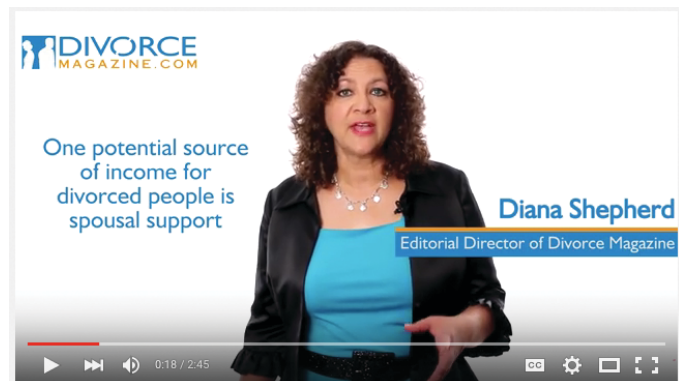 DIVORCE
MAGAZINE.COM
One potential source
of income for
divorced people is
spousal support
Diana Shepherd
Editorial Director of Divorce Magazine
0:18 / 2:45
CC